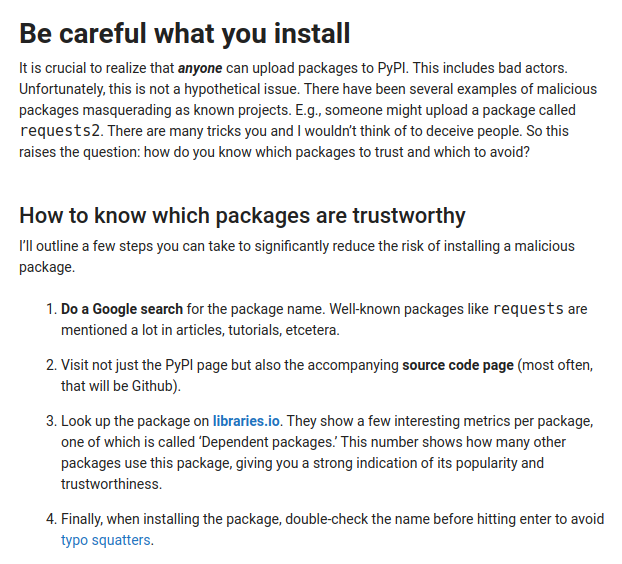 Be careful what you install
It is crucial to realize that anyone can upload packages to PyPI. This includes bad actors.
Unfortunately, this is not a hypothetical issue. There have been several examples of malicious
packages masquerading as known projects. E.g., someone might upload a package called
requests2. There are many tricks you and I wouldn’t think of to deceive people. So this
raises the question: how do you know which packages to trust and which to avoid?
How to know which packages are trustworthy
I’ll outline a few steps you can take to significantly reduce the risk of installing a malicious
package.
1. Do a Google search for the package name. Well-known packages like requests are
mentioned a lot in articles, tutorials, etcetera.
2. Visit not just the PyPI page but also the accompanying source code page (most often,
that will be Github).
3. Look up the package on libraries.io. They show a few interesting metrics per package,
one of which is called ‘Dependent packages.’ This number shows how many other
packages use this package, giving you a strong indication of its popularity and
trustworthiness.
4. Finally, when installing the package, double-check the name before hitting enter to avoid
typo squatters.